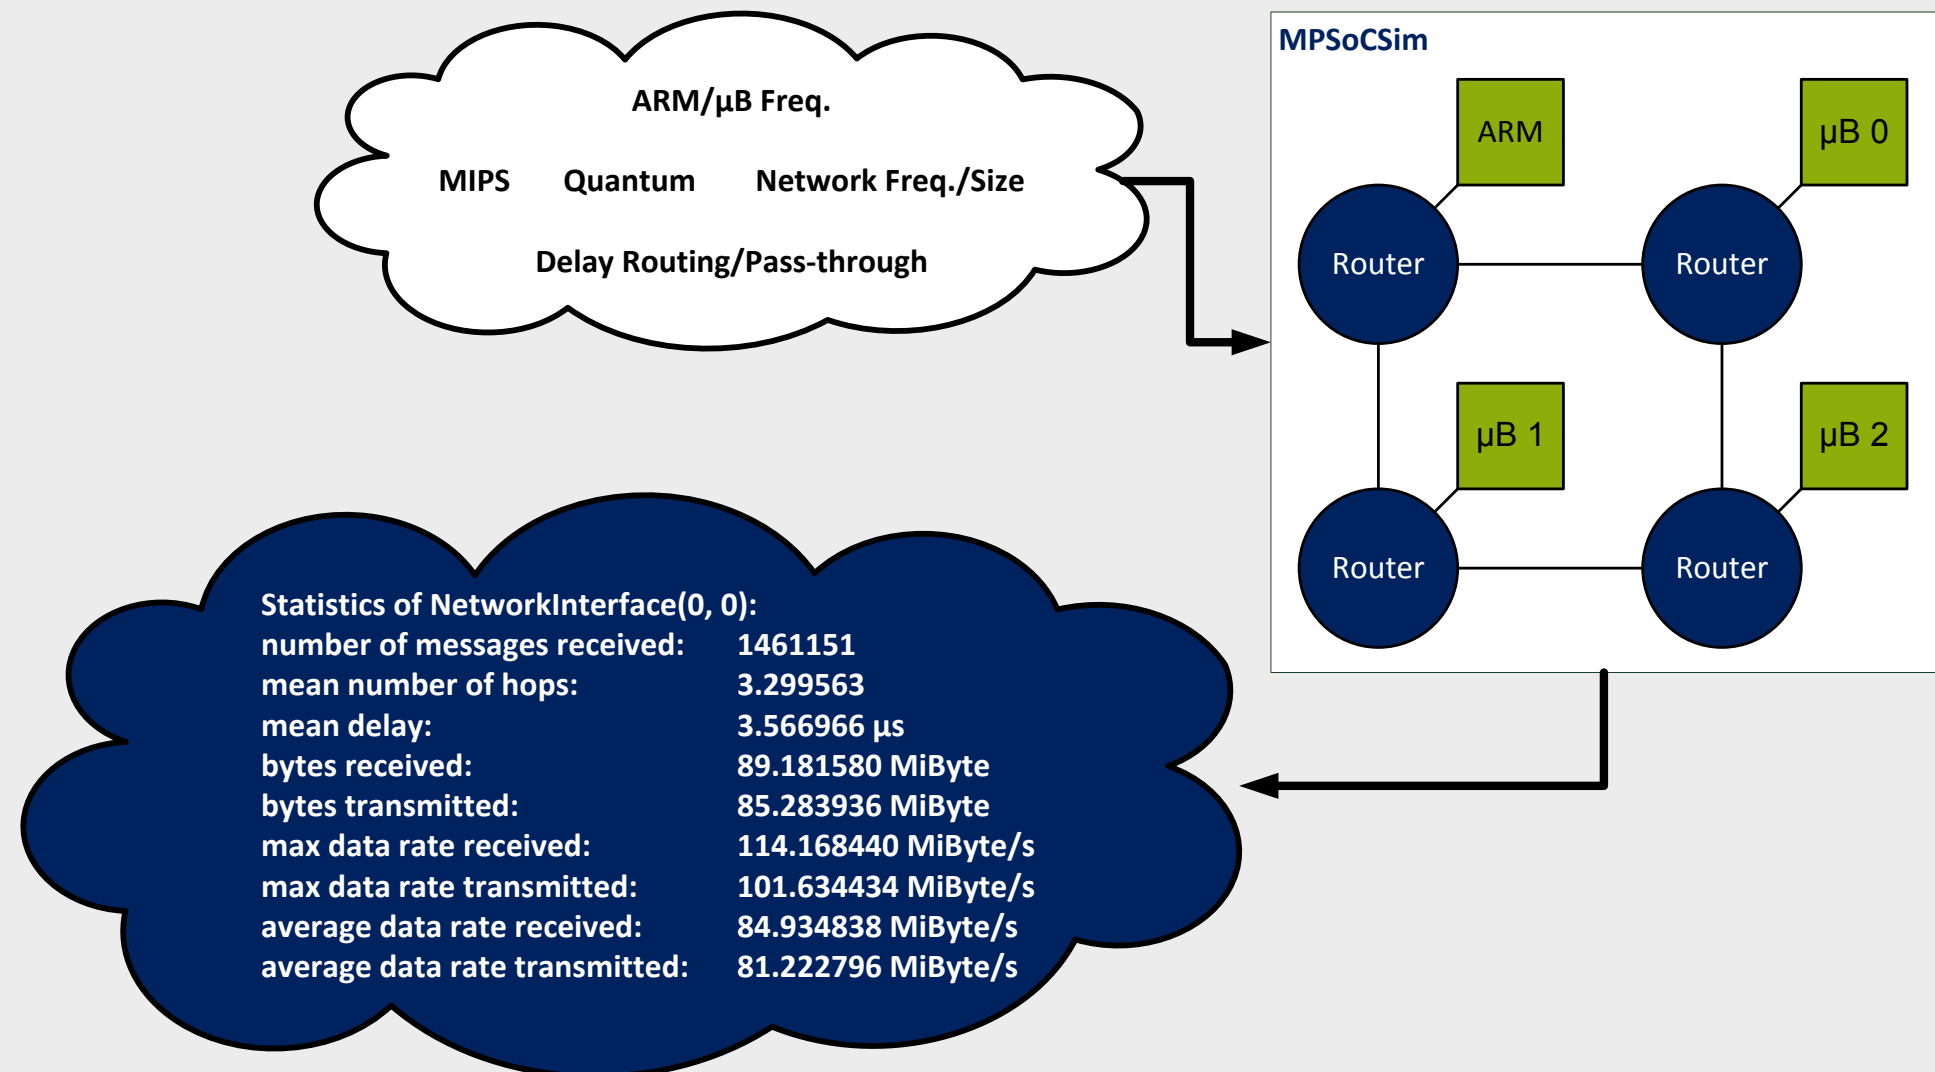 ARM/µB Freq.
MIPS Quantum Network Freq./Size
Delay Routing/Pass-through
MPSoCSim
ARM
µB 0
Router
Router
µB 1
µB 2
Router
Router
Statistics of NetworkInterface(0, 0):
number of messages received: 1461151
mean number of hops: 3.299563
mean delay: 3.566966 µs
bytes received: 89.181580 MiByte
bytes transmitted: 85.283936 MiByte
max data rate received: 114.168440 MiByte/s
max data rate transmitted: 101.634434 MiByte/s
average data rate received: 84.934838 MiByte/s
average data rate transmitted: 81.222796 MiByte/s